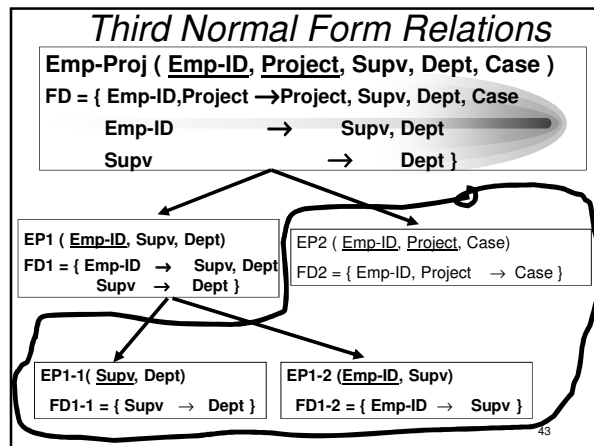 Third Normal Form Relations
Emp-Proj ( Emp-ID, Project, Supv, Dept, Case )
FD = { Emp-ID,Project →Project, Supv, Dept, Case
Emp-ID → Supv, Dept
Supv → Dept }
EP1 ( Emp-ID, Supv, Dept)
FD1 = { Emp-ID → Supv, Dept
Supv → Dept }
EP2 ( Emp-ID, Project, Case)
FD2 = { Emp-ID, Project → Case }
EP1-1( Supv, Dept)
FD1-1 = { Supv → Dept }
EP1-2 (Emp-ID, Supv)
FD1-2 = { Emp-ID → Supv }
43